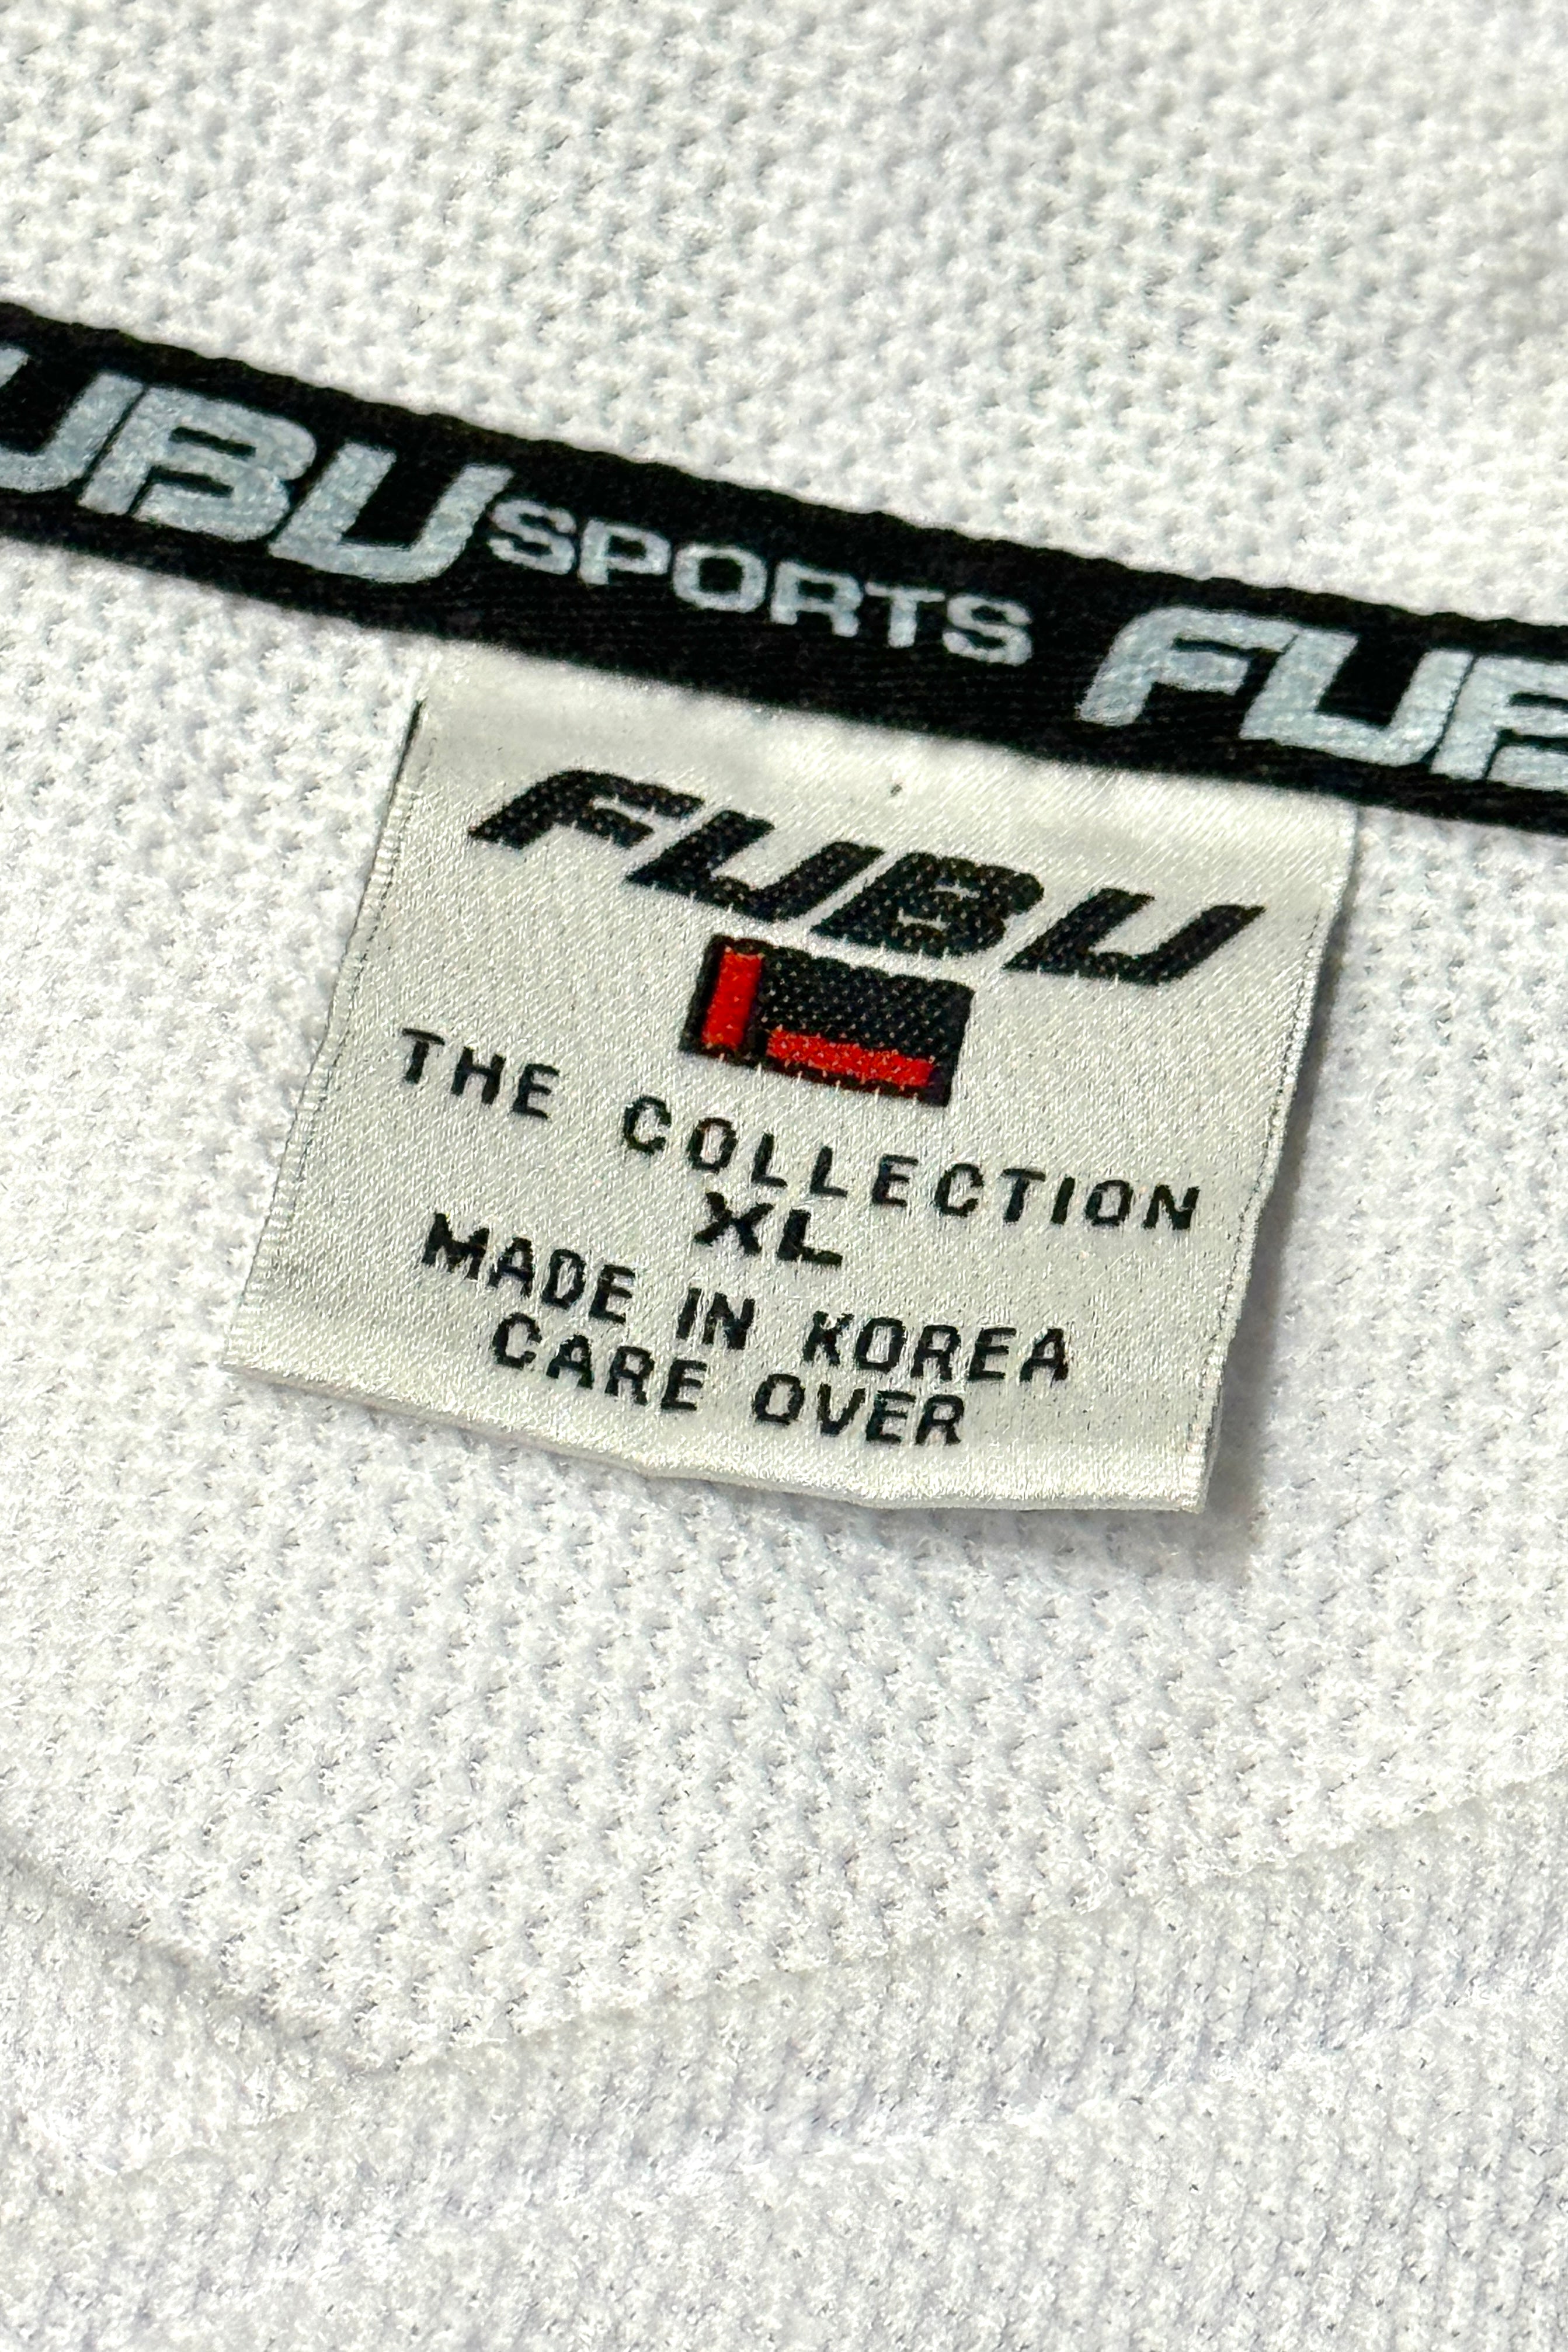 UBU SPORTS FUB
FUBU
THE COLLECTION
XL
MADE IN KOREA
CARE OVER